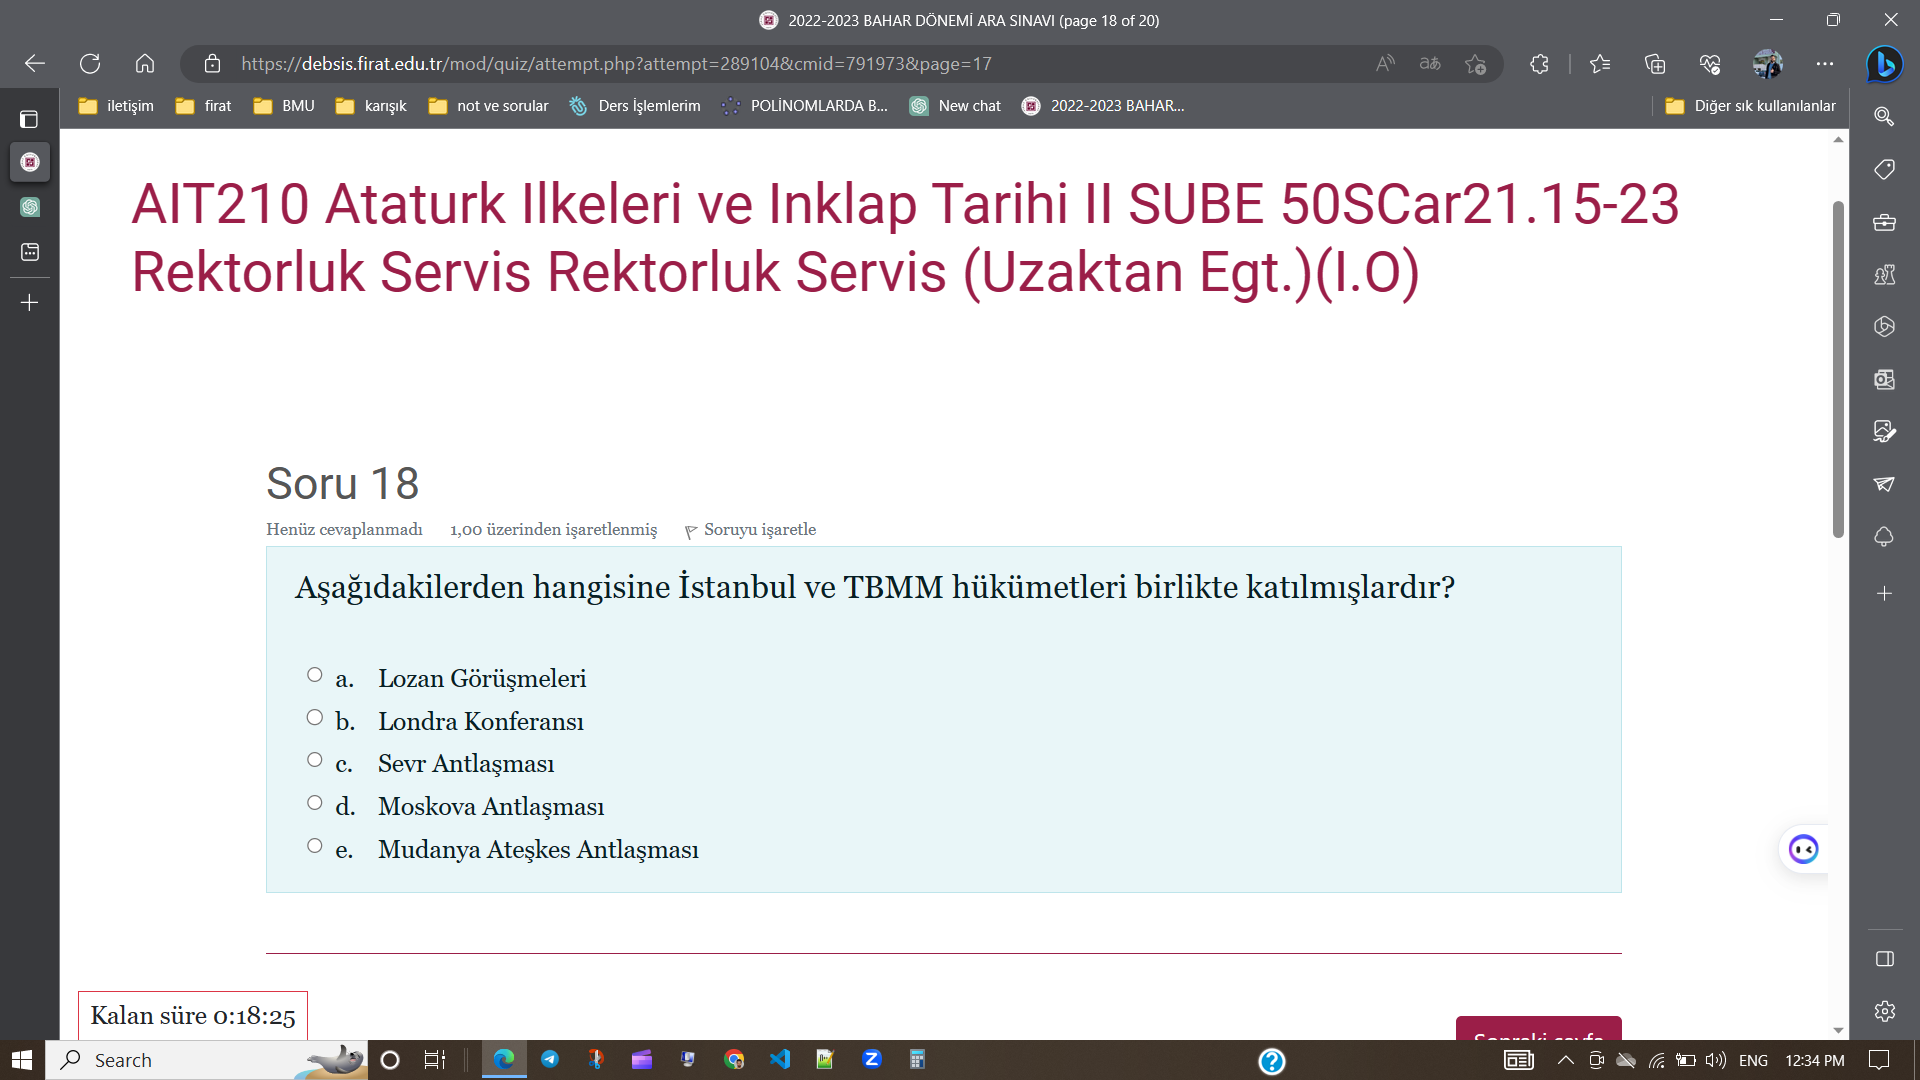 2022-2023 BAHAR DÖNEMİ ARA SINAVI (page 18 of 20)
https://debsis.firat.edu.tr/mod/quiz/attempt.php?attempt=289104&cmid=791973&page=17
iletişim firat BMU karışık not ve sorular Ders İşlemlerim POLİNOMLARDA B... New chat 2022-2023 BAHAR... Diğer sık kullanılanlar
AIT210 Ataturk Ilkeleri ve Inklap Tarihi II SUBE 50SCar21.15-23
Rektorluk Servis Rektorluk Servis (Uzaktan Egt.)(I.O)
Soru 18
Henüz cevaplanmadı 1,00 üzerinden işaretlenmiş Soruyu işaretle
Aşağıdakilerden hangisine İstanbul ve TBMM hükümetleri birlikte katılmışlardır?
a. Lozan Görüşmeleri
b. Londra Konferansı
c. Sevr Antlaşması
d. Moskova Antlaşması
e. Mudanya Ateşkes Antlaşması
Kalan süre 0:18:25
Sonraki sayfa
Search ENG 12:34 PM